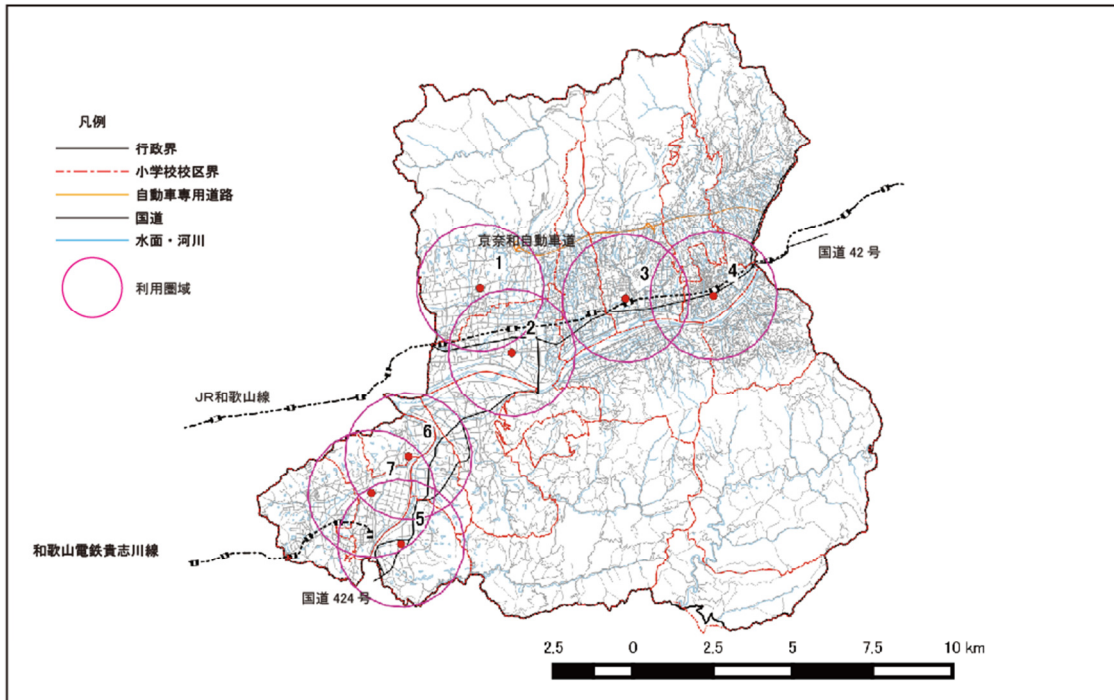 凡例
行政界
小学校校区界
自動車専用道路
国道
水面・河川
利用圏域
京奈和自動車道
国道 42 号
1
2
3
4
JR和歌山線
6
7
5
和歌山電鉄貴志川線
国道 424 号
2.5 0 2.5 5 7.5 10 km